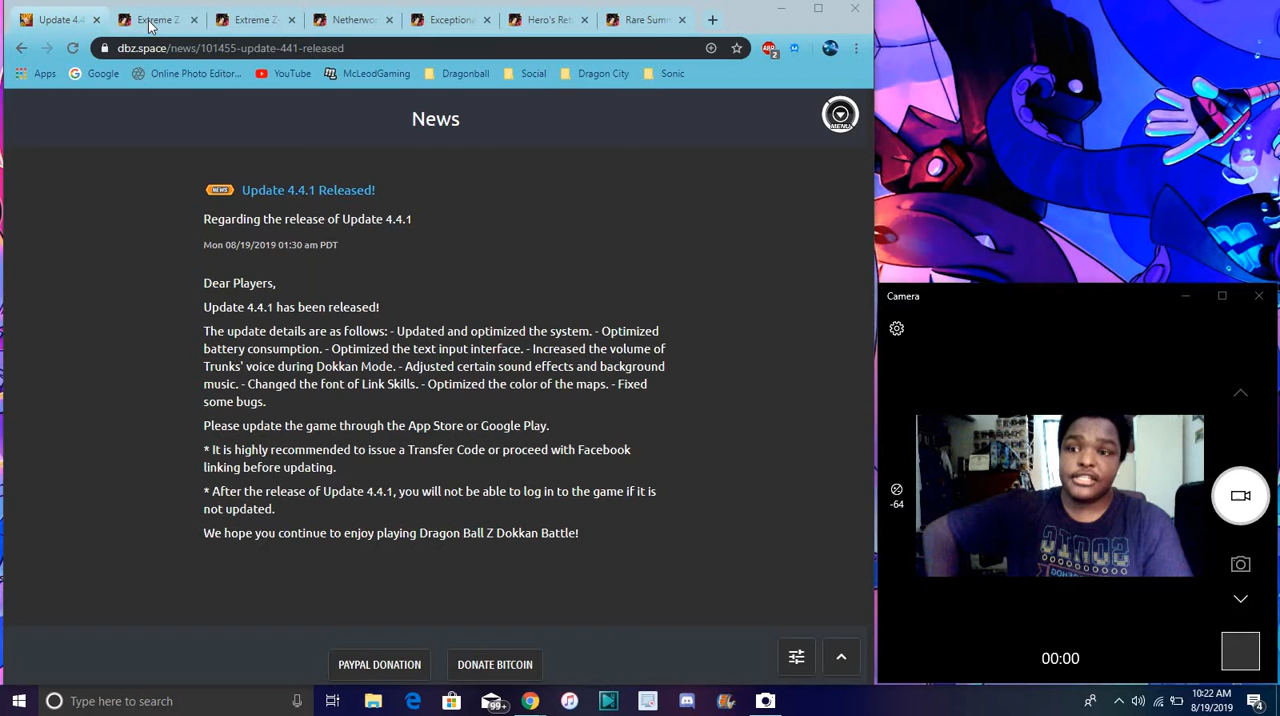 Update 4.4
Extreme Z
Extreme Z-
Netherwo
Exception
Hero's Ret
Rare Sum
dbz.space/news/101455-update-441-released
ABP
2
Apps
Google
Online Photo Editor...
YouTube
McLeodGaming
Dragonball
Social
Dragon City
Sonic
News
MENU
NEWS
Update 4.4.1 Released!
Regarding the release of Update 4.4.1
Mon 08/19/2019 01:30 am PDT
Dear Players,
Update 4.4.1 has been released!
The update details are as follows: - Updated and optimized the system. - Optimized
battery consumption. - Optimized the text input interface. - Increased the volume of
Trunks' voice during Dokkan Mode. - Adjusted certain sound effects and background
music. - Changed the font of Link Skills. - Optimized the color of the maps. - Fixed
some bugs.
Please update the game through the App Store or Google Play.
* It is highly recommended to issue a Transfer Code or proceed with Facebook
linking before updating.
* After the release of Update 4.4.1, you will not be able to log in to the game if it is
not updated.
We hope you continue to enjoy playing Dragon Ball Z Dokkan Battle!
PAYPAL DONATION
DONATE BITCOIN
Camera
-64
SONIC
00:00
Type here to search
99+
10:22 AM
8/19/2019
4